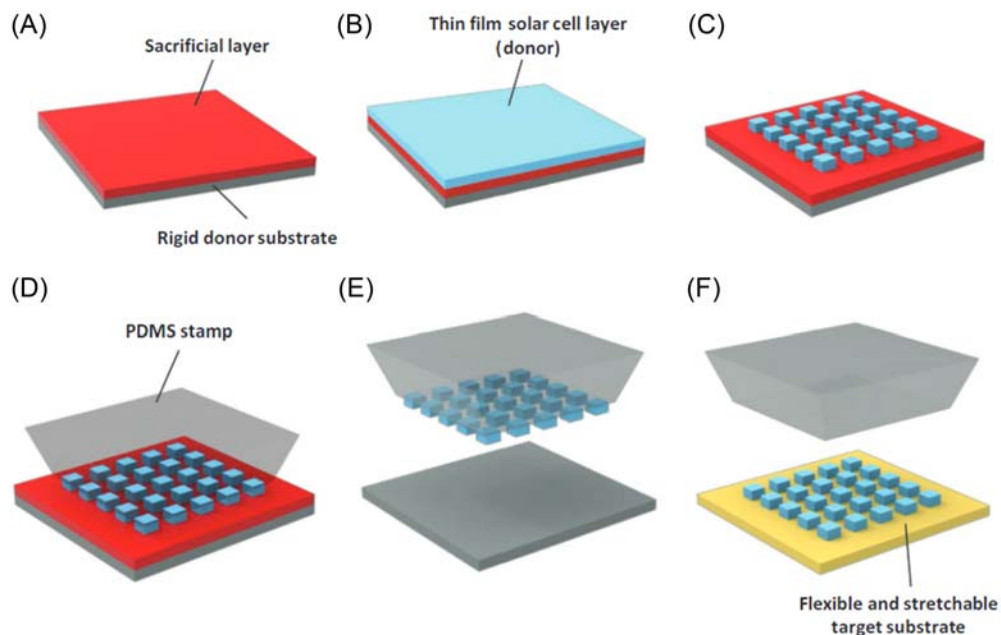 (A)
Sacrificial layer
Rigid donor substrate
(B)
Thin film solar cell layer
(donor)
(C)
(D)
PDMS stamp
(E)
(F)
Flexible and stretchable
target substrate